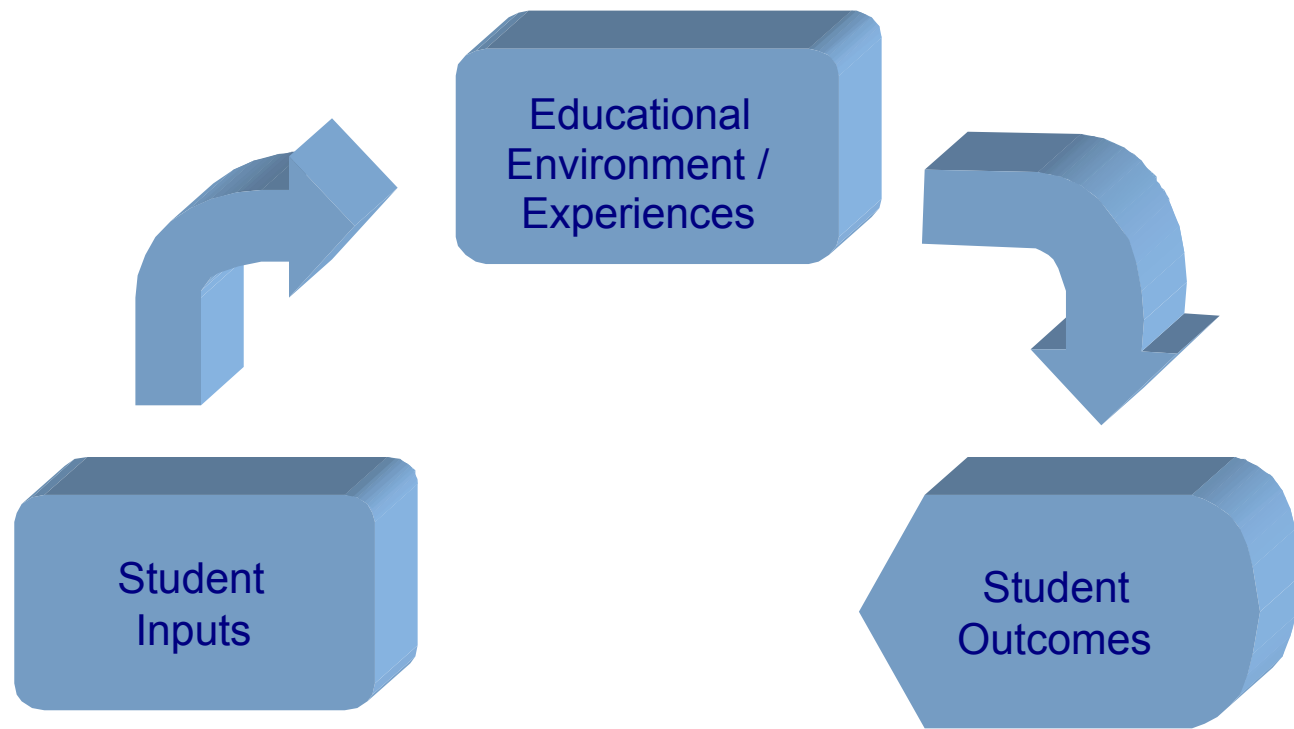 Educational
Environment /
Experiences
Student
Inputs
Student
Outcomes